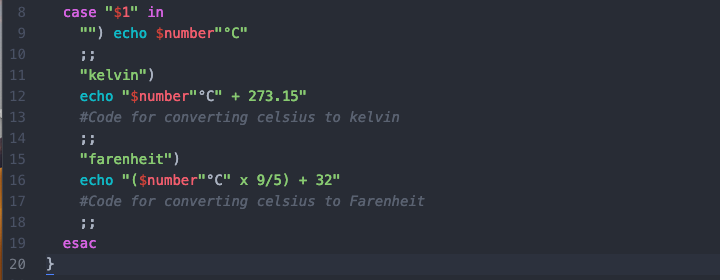 8 case "$1" in
9 "") echo $number"°C"
10 ;;
11 "kelvin")
12 echo "$number"°C" + 273.15"
13 #Code for converting celsius to kelvin
14 ;;
15 "farenheit")
16 echo "($number"°C" x 9/5) + 32"
17 #Code for converting celsius to Farenheit
18 ;;
19 esac
20 }